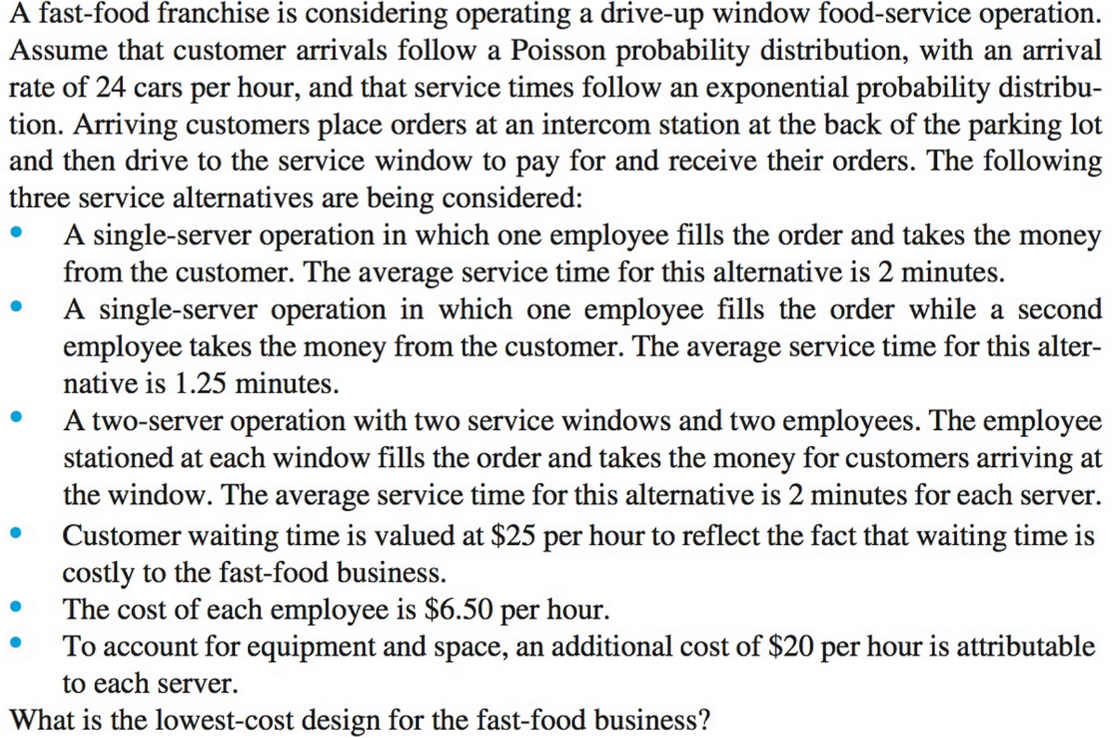 A fast-food franchise is considering operating a drive-up window food-service operation.
Assume that customer arrivals follow a Poisson probability distribution, with an arrival
rate of 24 cars per hour, and that service times follow an exponential probability distribu-
tion. Arriving customers place orders at an intercom station at the back of the parking lot
and then drive to the service window to pay for and receive their orders. The following
three service alternatives are being considered:
• A single-server operation in which one employee fills the order and takes the money
from the customer. The average service time for this alternative is 2 minutes.
• A single-server operation in which one employee fills the order while a second
employee takes the money from the customer. The average service time for this alter-
native is 1.25 minutes.
• A two-server operation with two service windows and two employees. The employee
stationed at each window fills the order and takes the money for customers arriving at
the window. The average service time for this alternative is 2 minutes for each server.
• Customer waiting time is valued at $25 per hour to reflect the fact that waiting time is
costly to the fast-food business.
• The cost of each employee is $6.50 per hour.
• To account for equipment and space, an additional cost of $20 per hour is attributable
to each server.
What is the lowest-cost design for the fast-food business?